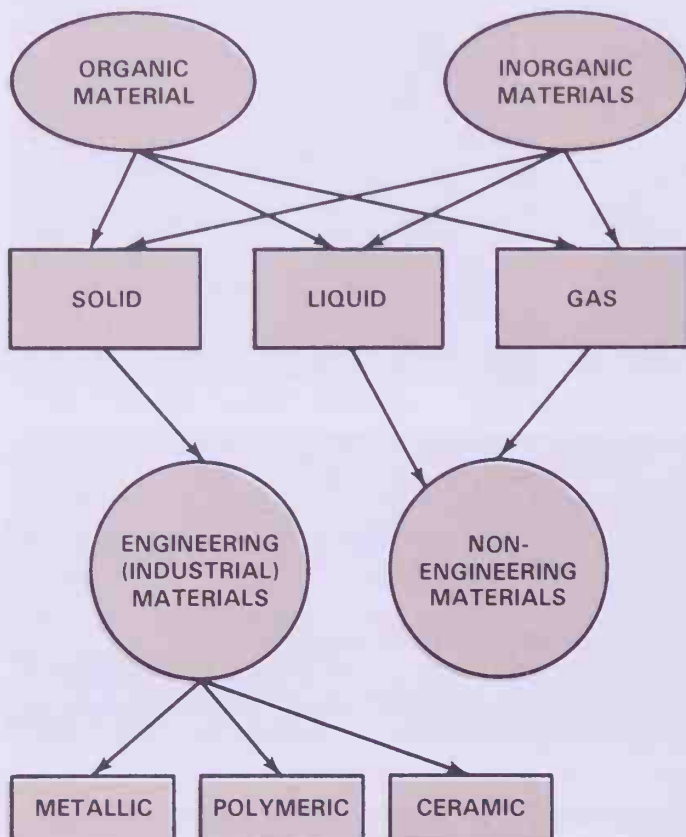 ORGANIC
MATERIAL
INORGANIC
MATERIALS
SOLID
LIQUID
GAS
ENGINEERING
(INDUSTRIAL)
MATERIALS
NON-
ENGINEERING
MATERIALS
METALLIC
POLYMERIC
CERAMIC